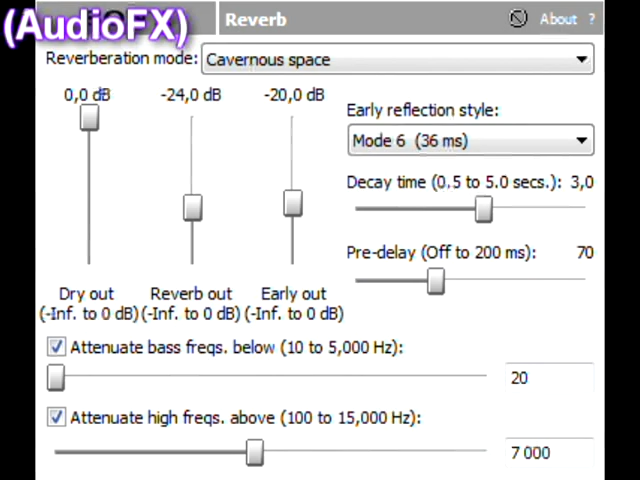 (AudioFX)
Reverb
About ?
Reverberation mode: Cavernous space
0,0 dB -24,0 dB -20,0 dB
Early reflection style:
Mode 6 (36 ms)
Decay time (0.5 to 5.0 secs.): 3,0
Pre-delay (Off to 200 ms): 70
Dry out Reverb out Early out
(-Inf. to 0 dB) (-Inf. to 0 dB) (-Inf. to 0 dB)
Attenuate bass freqs. below (10 to 5,000 Hz):
20
Attenuate high freqs. above (100 to 15,000 Hz):
7 000